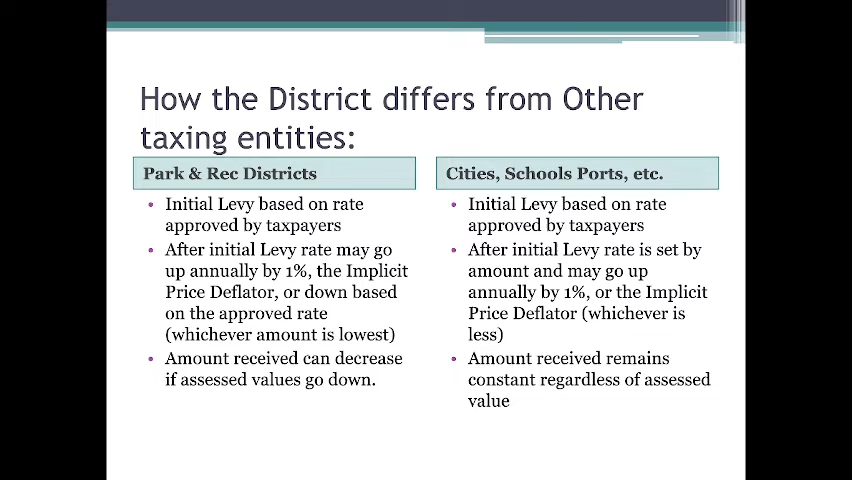 How the District differs from Other
taxing entities:
Park & Rec Districts
• Initial Levy based on rate
approved by taxpayers
• After initial Levy rate may go
up annually by 1%, the Implicit
Price Deflator, or down based
on the approved rate
(whichever amount is lowest)
• Amount received can decrease
if assessed values go down.
Cities, Schools Ports, etc.
• Initial Levy based on rate
approved by taxpayers
• After initial Levy rate is set by
amount and may go up
annually by 1%, or the Implicit
Price Deflator (whichever is
less)
• Amount received remains
constant regardless of assessed
value